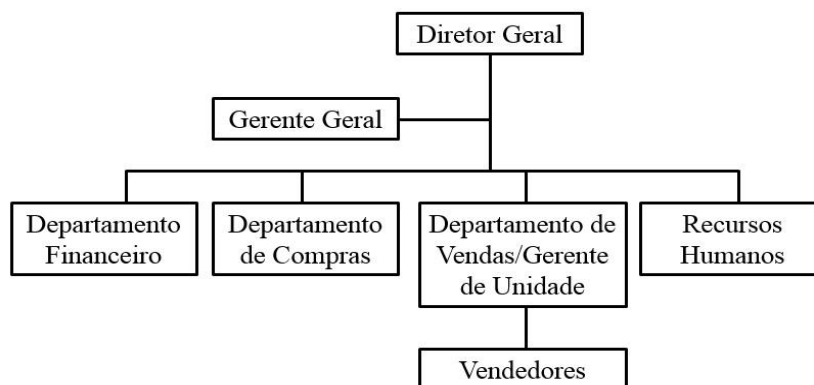 Diretor Geral
Gerente Geral
Departamento
Financeiro
Departamento
de Compras
Departamento de
Vendas/Gerente
de Unidade
Recursos
Humanos
Vendedores